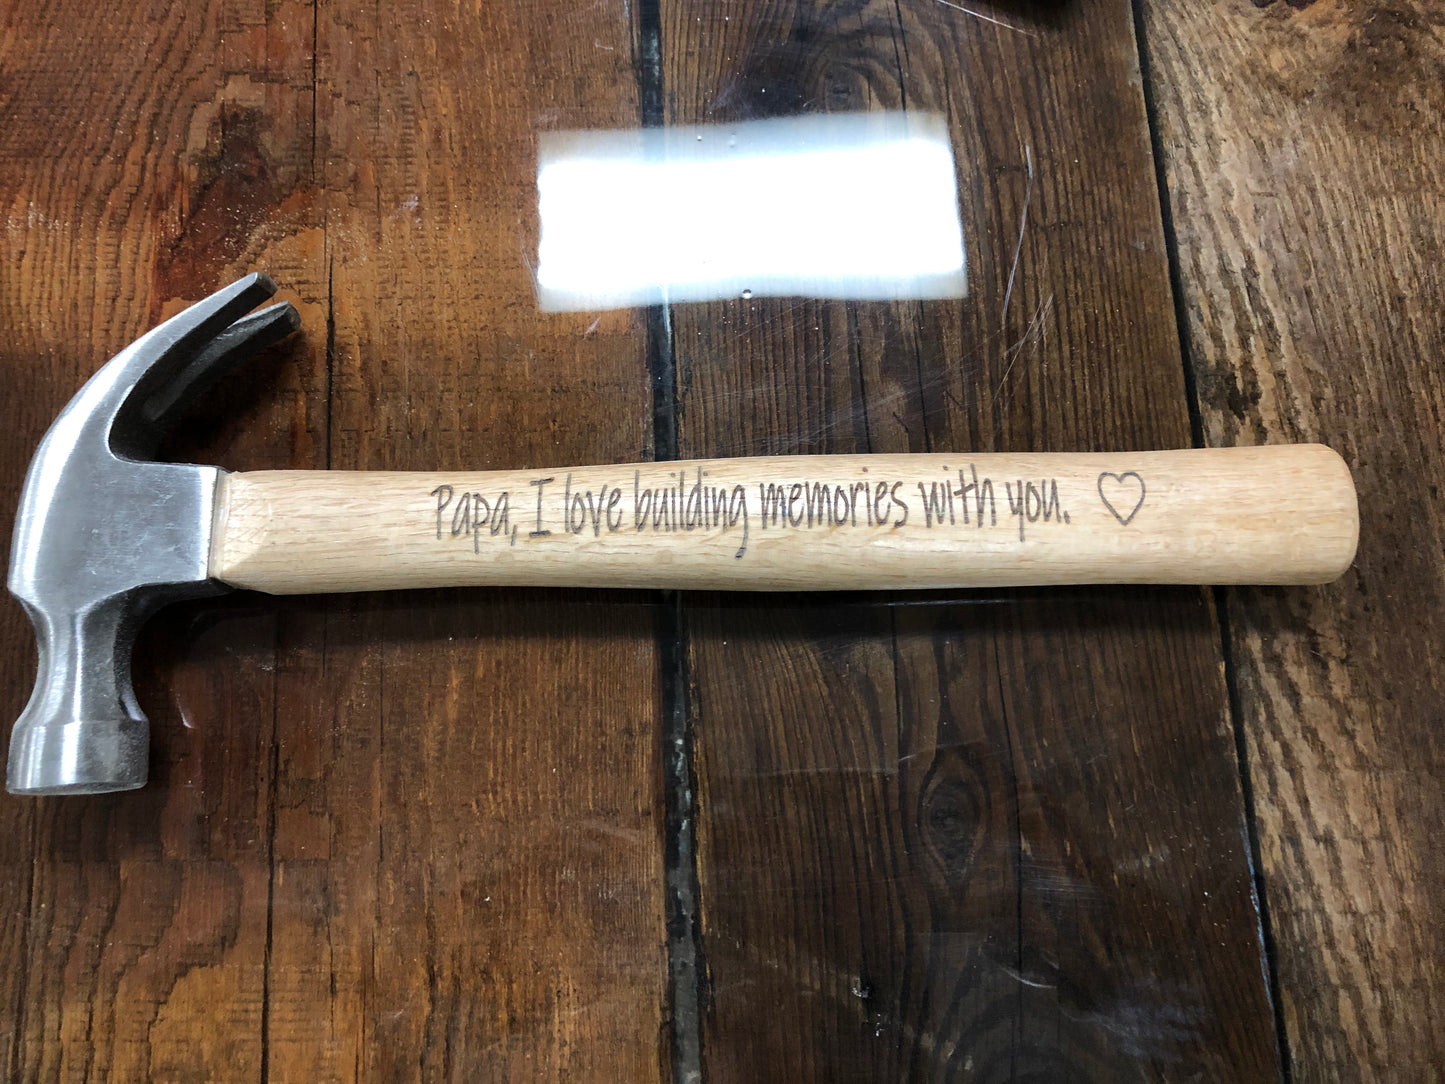 Papa, I love building memories with you. ♡